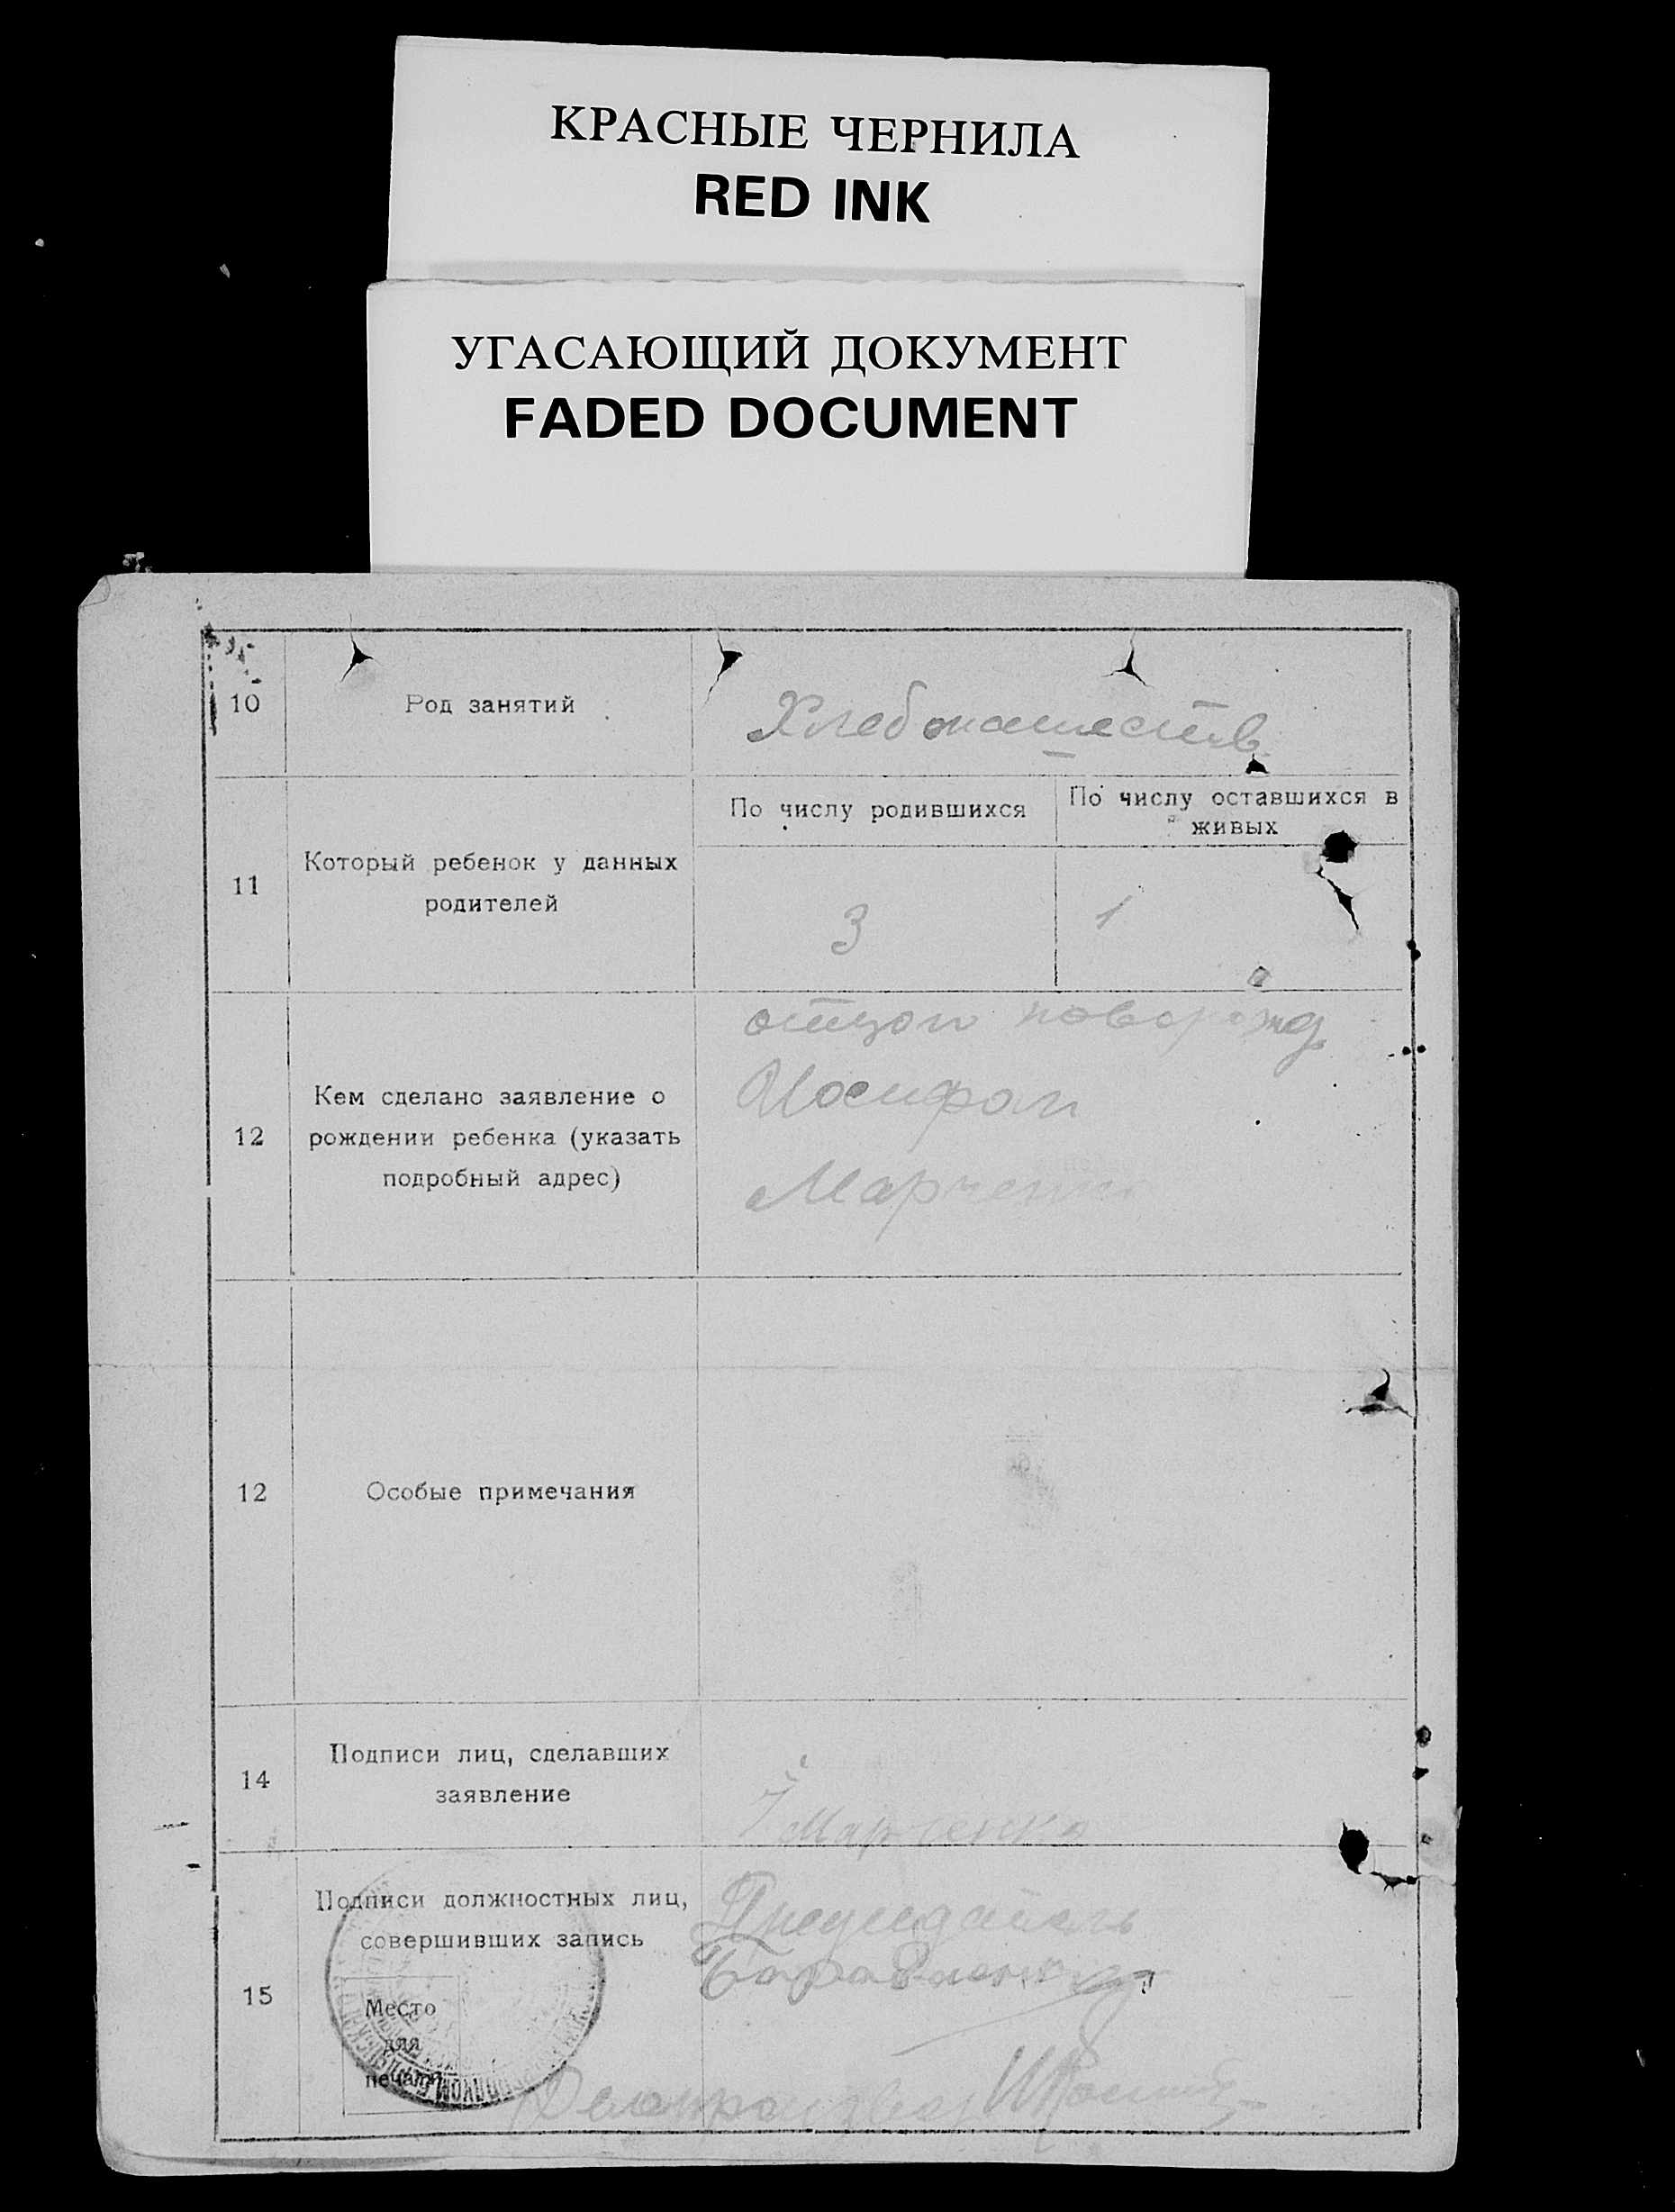 КРАСНЫЕ ЧЕРНИЛА
RED INK
УГАСАЮЩИЙ ДОКУМЕНТ
FADED DOCUMENT
10
Род занятий
Хлебопашеств
11
Который ребенок у данных
родителей
По числу родившихся
3
По числу оставшихся в
живых
1
12
Кем сделано заявление о
рождении ребенка (указать
подробный адрес)
отцом новорожд
Иосифом
Марченко
12
Особые примечания
14
Подписи лиц, сделавших
заявление
Марченко
15
Подписи должностных лиц,
совершивших запись
Место
для
печати
Председатель